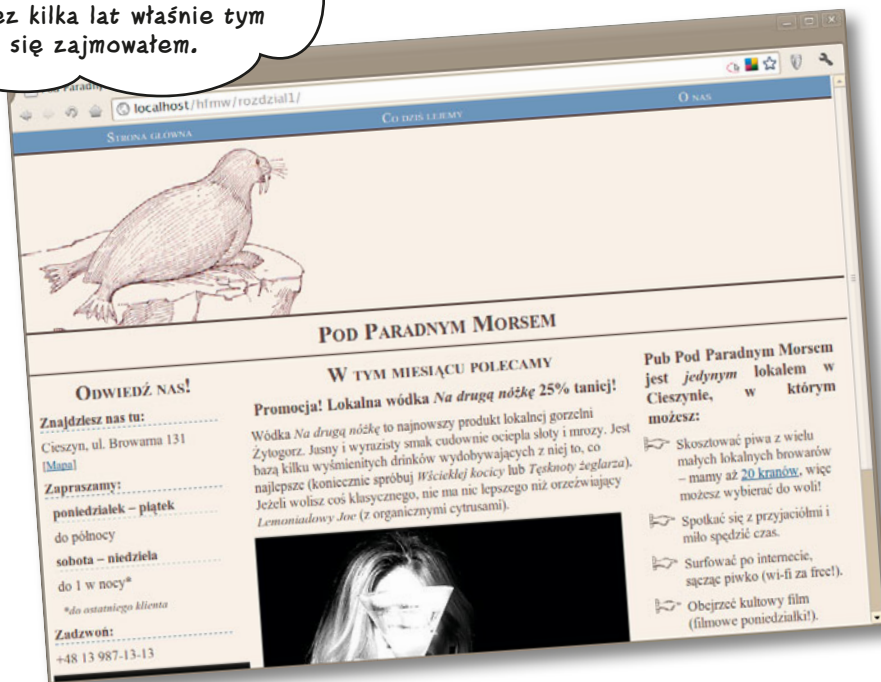 ez kilka lat właśnie tym
się zajmowałem.
localhost/hfmw/rozdzial1/
Strona główna
Co dziś lejemy
O nas
Pod Paradnym Morsem
Odwiedź nas!
Znajdziesz nas tu:
Cieszyn, ul. Browarna 131
[Mapa]
Zapraszamy:
poniedziałek – piątek
do północy
sobota – niedziela
do 1 w nocy*
*do ostatniego klienta
Zadzwoń:
+48 13 987-13-13
W tym miesiącu polecamy
Promocja! Lokalna wódka Na drugą nóżkę 25% taniej!
Wódka Na drugą nóżkę to najnowszy produkt lokalnej gorzelni
Żytogorz. Jasny i wyrazisty smak cudownie ociepla słoty i mrozy. Jest
bazą kilku wyśmienitych drinków wydobywających z niej to, co
najlepsze (koniecznie spróbuj Wściekłej kocicy lub Tęsknoty żeglarza).
Jeżeli wolisz coś klasycznego, nie ma nic lepszego niż orzeźwiający
Lemoniadowy Joe (z organicznymi cytrusami).
Pub Pod Paradnym Morsem
jest jedynym lokalem w
Cieszynie, w którym
możesz:
Skosztować piwa z wielu
małych lokalnych browarów
– mamy aż 20 kranów, więc
możesz wybierać do woli!
Spotkać się z przyjaciółmi i
miło spędzić czas.
Surfować po internecie,
sącząc piwko (wi-fi za free!).
Obejrzeć kultowy film
(filmowe poniedziałki!).